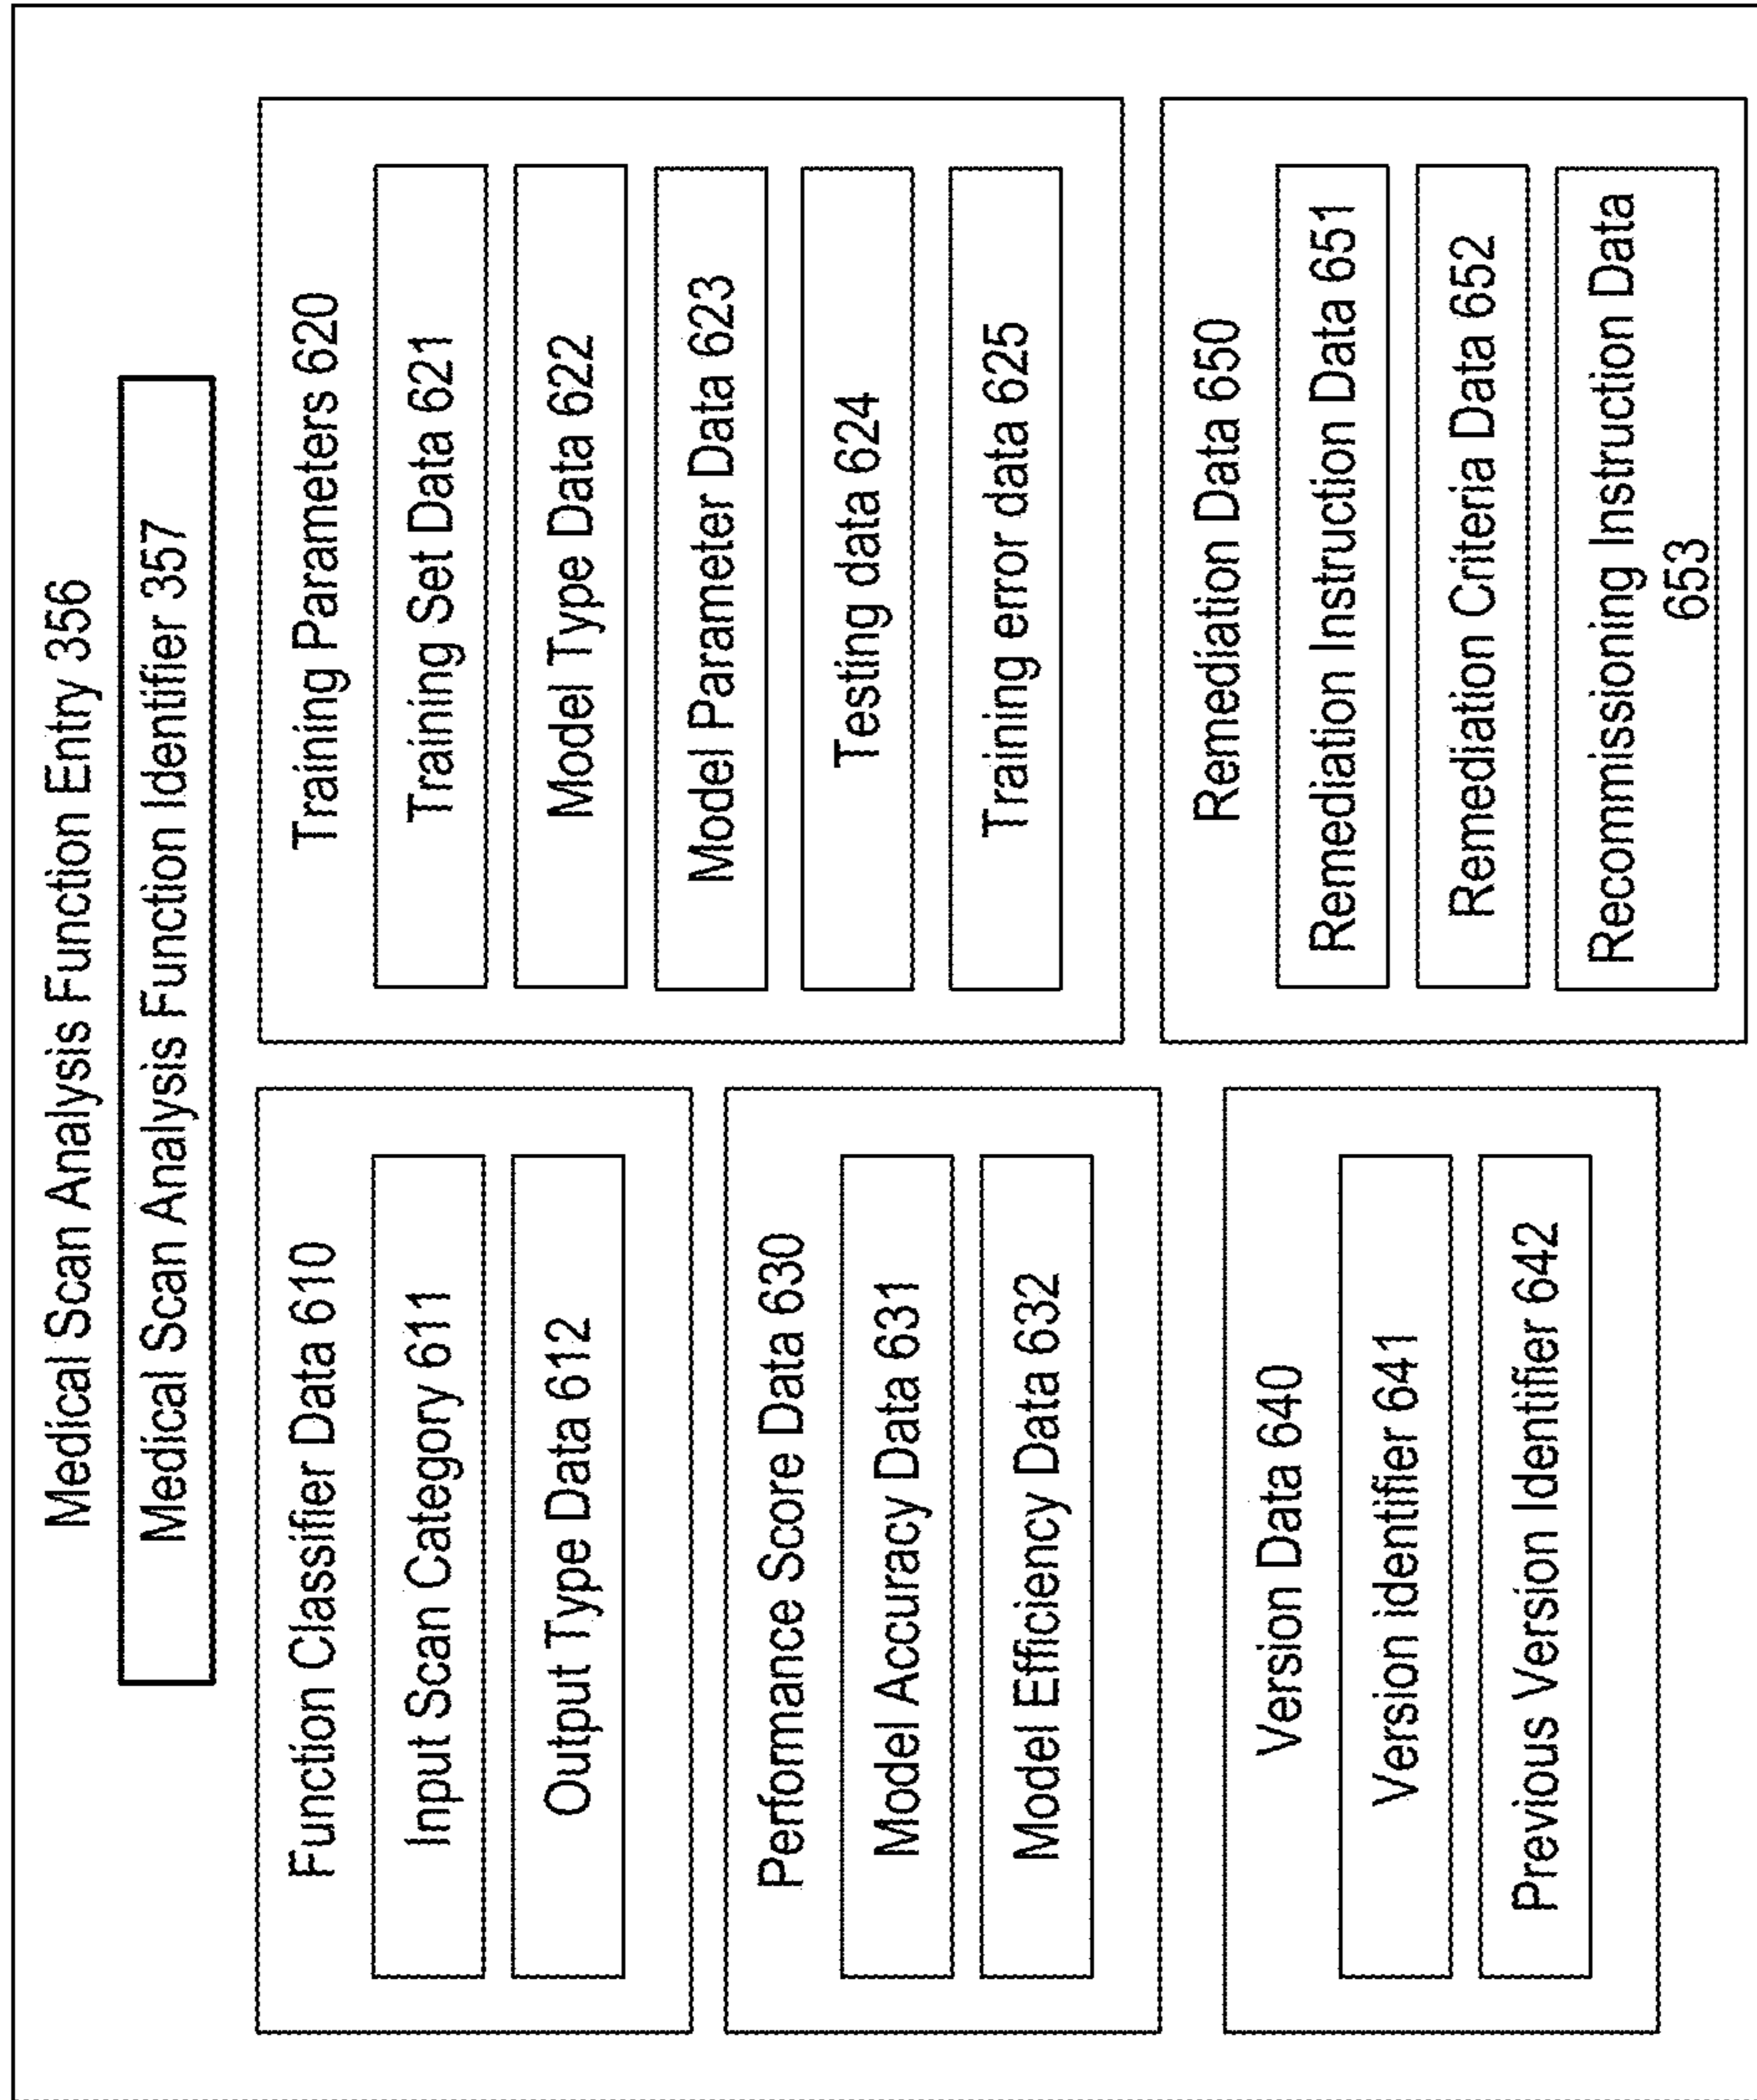 Medical Scan Analysis Function Entry 356
Medical Scan Analysis Function Identifier 357
Function Classifier Data 610
Input Scan Category 611
Output Type Data 612
Performance Score Data 630
Model Accuracy Data 631
Model Efficiency Data 632
Version Data 640
Version identifier 641
Previous Version Identifier 642
Training Parameters 620
Training Set Data 621
Model Type Data 622
Model Parameter Data 623
Testing data 624
Training error data 625
Remediation Data 650
Remediation Instruction Data 651
Remediation Criteria Data 652
Recommissioning Instruction Data
653